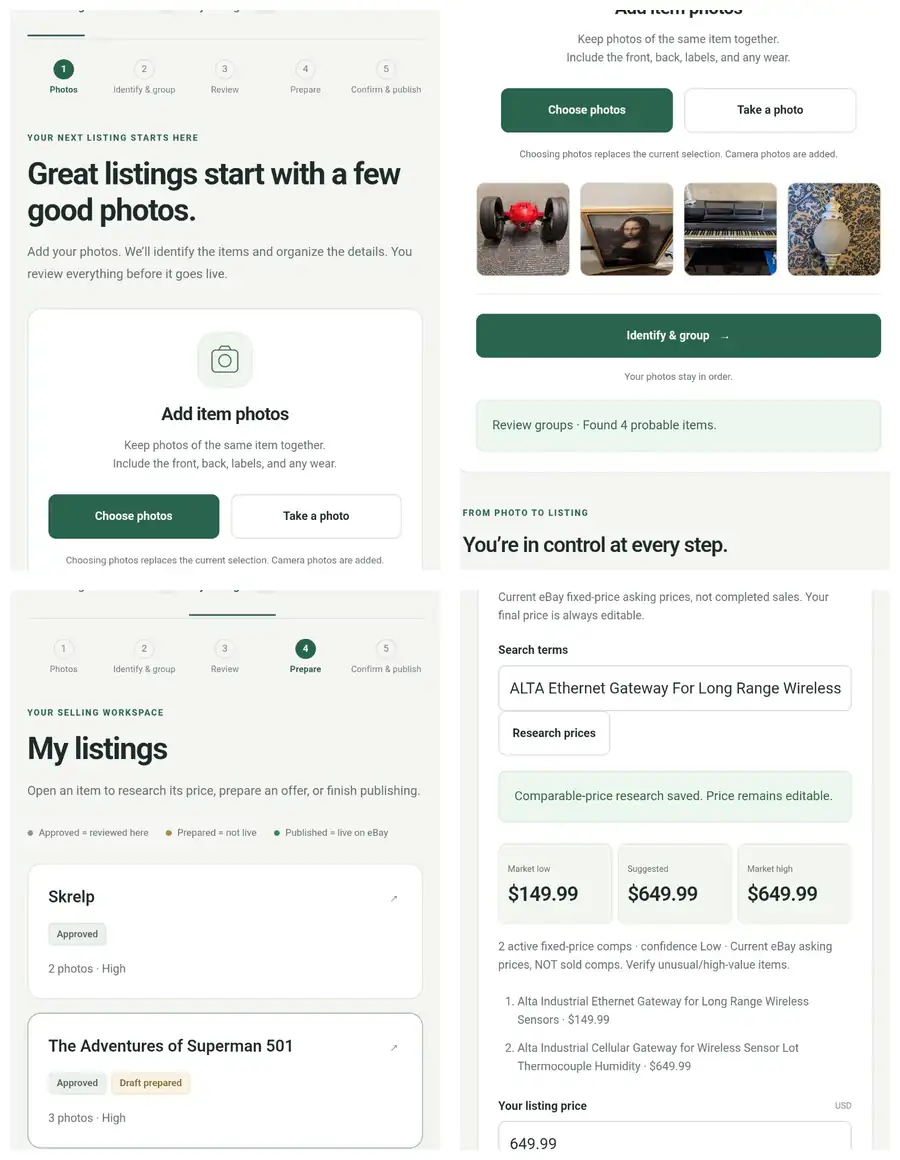 1
2
3
4
5
Photos
Identify & group
Review
Prepare
Confirm & publish
YOUR NEXT LISTING STARTS HERE
Great listings start with a few
good photos.
Add your photos. We'll identify the items and organize the details. You
review everything before it goes live.
Add item photos
Keep photos of the same item together.
Include the front, back, labels, and any wear.
Choose photos
Take a photo
Choosing photos replaces the current selection. Camera photos are added.
Add item photos
Keep photos of the same item together.
Include the front, back, labels, and any wear.
Choose photos
Take a photo
Choosing photos replaces the current selection. Camera photos are added.
Identify & group →
Your photos stay in order.
Review groups · Found 4 probable items.
FROM PHOTO TO LISTING
You're in control at every step.
1
2
3
4
5
Photos
Identify & group
Review
Prepare
Confirm & publish
YOUR SELLING WORKSPACE
My listings
Open an item to research its price, prepare an offer, or finish publishing.
Approved = reviewed here
Prepared = not live
Published = live on eBay
Skrelp ↗
Approved
2 photos · High
The Adventures of Superman 501 ↗
Approved
Draft prepared
3 photos · High
Current eBay fixed-price asking prices, not completed sales. Your
final price is always editable.
Search terms
ALTA Ethernet Gateway For Long Range Wireless
Research prices
Comparable-price research saved. Price remains editable.
Market low
$149.99
Suggested
$649.99
Market high
$649.99
2 active fixed-price comps · confidence Low · Current eBay asking
prices, NOT sold comps. Verify unusual/high-value items.
1. Alta Industrial Ethernet Gateway for Long Range Wireless
Sensors · $149.99
2. Alta Industrial Cellular Gateway for Wireless Sensor Lot
Thermocouple Humidity · $649.99
Your listing price
USD
649.99